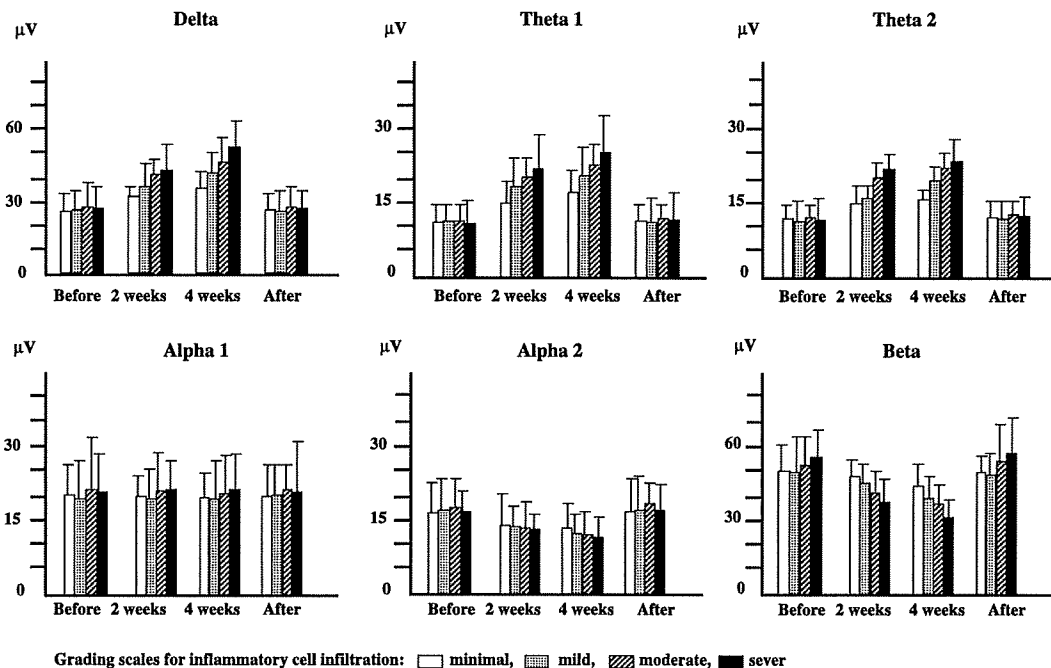 Delta
Theta 1
Theta 2
μV
μV
μV
60
30
0
30
15
0
30
15
0
Before 2 weeks 4 weeks After
Before 2 weeks 4 weeks After
Before 2 weeks 4 weeks After
μV
Alpha 1
μV
Alpha 2
μV
Beta
30
15
0
30
15
0
60
30
0
Before 2 weeks 4 weeks After
Before 2 weeks 4 weeks After
Before 2 weeks 4 weeks After
Grading scales for inflammatory cell infiltration: minimal, mild, moderate, sever